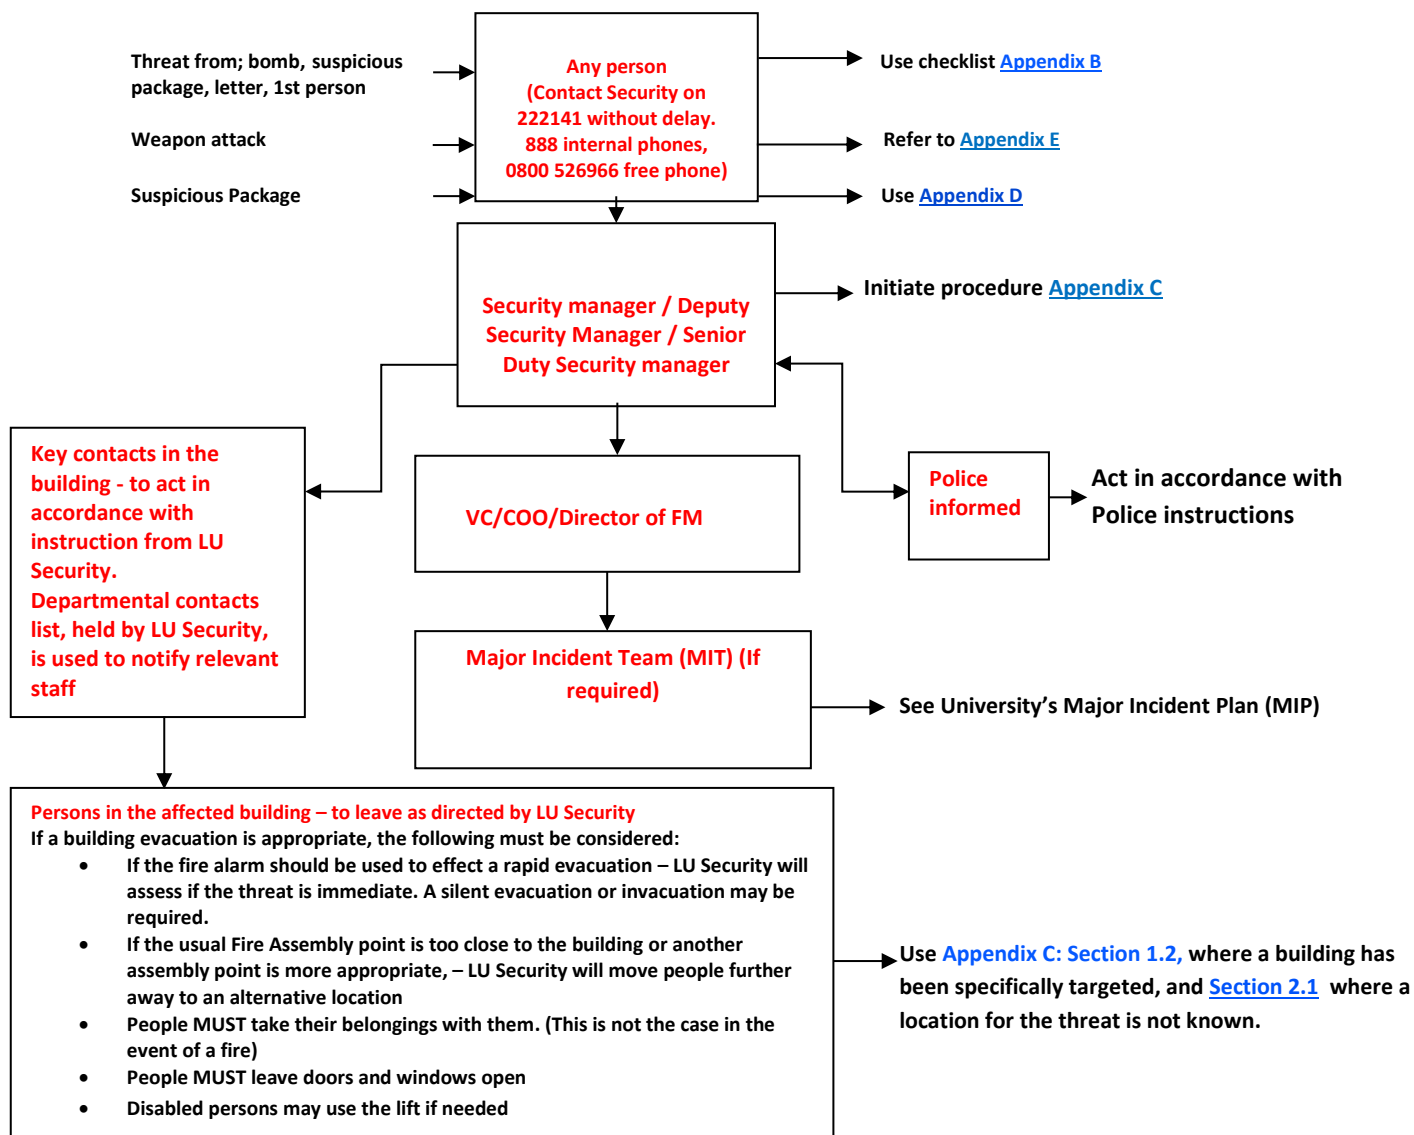 Threat from; bomb, suspicious
package, letter, 1st person
Weapon attack
Suspicious Package
Any person
(Contact Security on
222141 without delay.
888 internal phones,
0800 526966 free phone)
Use checklist Appendix B
Refer to Appendix E
Use Appendix D
Security manager / Deputy
Security Manager / Senior
Duty Security manager
Initiate procedure Appendix C
Key contacts in the
building - to act in
accordance with
instruction from LU
Security.
Departmental contacts
list, held by LU Security,
is used to notify relevant
staff
VC/COO/Director of FM
Police
informed
Act in accordance with
Police instructions
Major Incident Team (MIT) (If
required)
See University’s Major Incident Plan (MIP)
Persons in the affected building – to leave as directed by LU Security
If a building evacuation is appropriate, the following must be considered:
• If the fire alarm should be used to effect a rapid evacuation – LU Security will
assess if the threat is immediate. A silent evacuation or invacuation may be
required.
• If the usual Fire Assembly point is too close to the building or another
assembly point is more appropriate, – LU Security will move people further
away to an alternative location
• People MUST take their belongings with them. (This is not the case in the
event of a fire)
• People MUST leave doors and windows open
• Disabled persons may use the lift if needed
Use Appendix C: Section 1.2, where a building has
been specifically targeted, and Section 2.1 where a
location for the threat is not known.